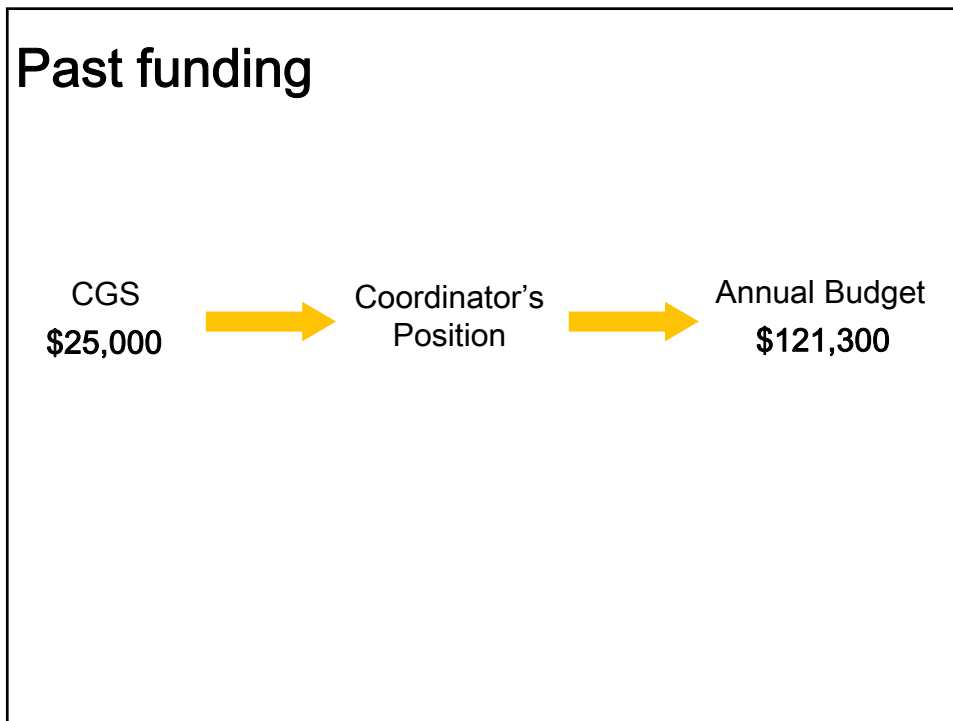 Past funding
CGS
$25,000
Coordinator’s
Position
Annual Budget
$121,300